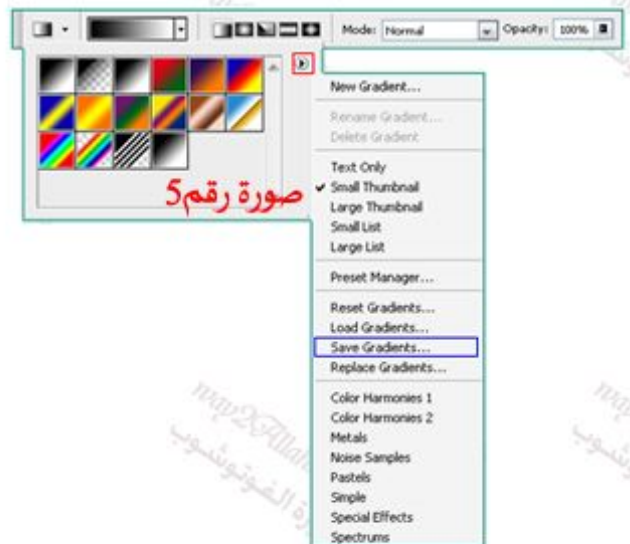 Mode: Normal Opacity: 100%
New Gradient...
Rename Gradient...
Delete Gradient
Text Only
Small Thumbnail
Large Thumbnail
Small List
Large List
صورة رقم5
Preset Manager...
Reset Gradients...
Load Gradients...
Save Gradients...
Replace Gradients...
Color Harmonies 1
Color Harmonies 2
Metals
Noise Samples
Pastels
Simple
Special Effects
Spectrums